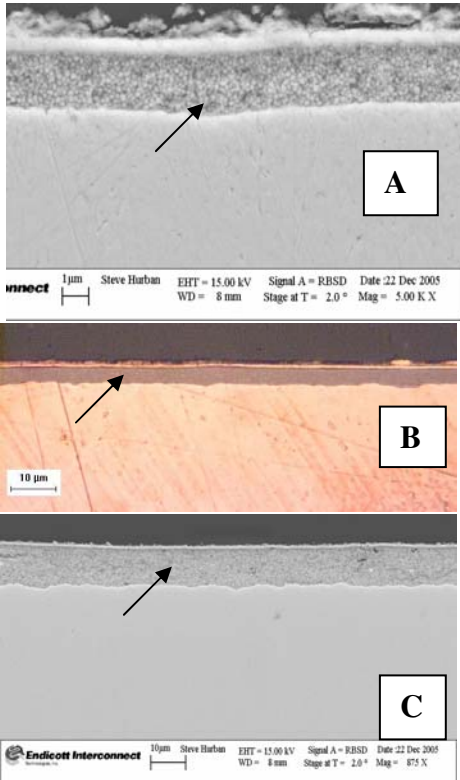 A
1µm Steve Hurban EHT = 15.00 kV Signal A = RBSD Date :22 Dec 2005
WD = 8 mm Stage at T = 2.0 ° Mag = 5.00 K X
B
10 µm
C
Endicott Interconnect 10µm Steve Hurban EHT = 15.00 kV Signal A = RBSD Date :22 Dec 2005
WD = 8 mm Stage at T = 2.0 ° Mag = 875 X